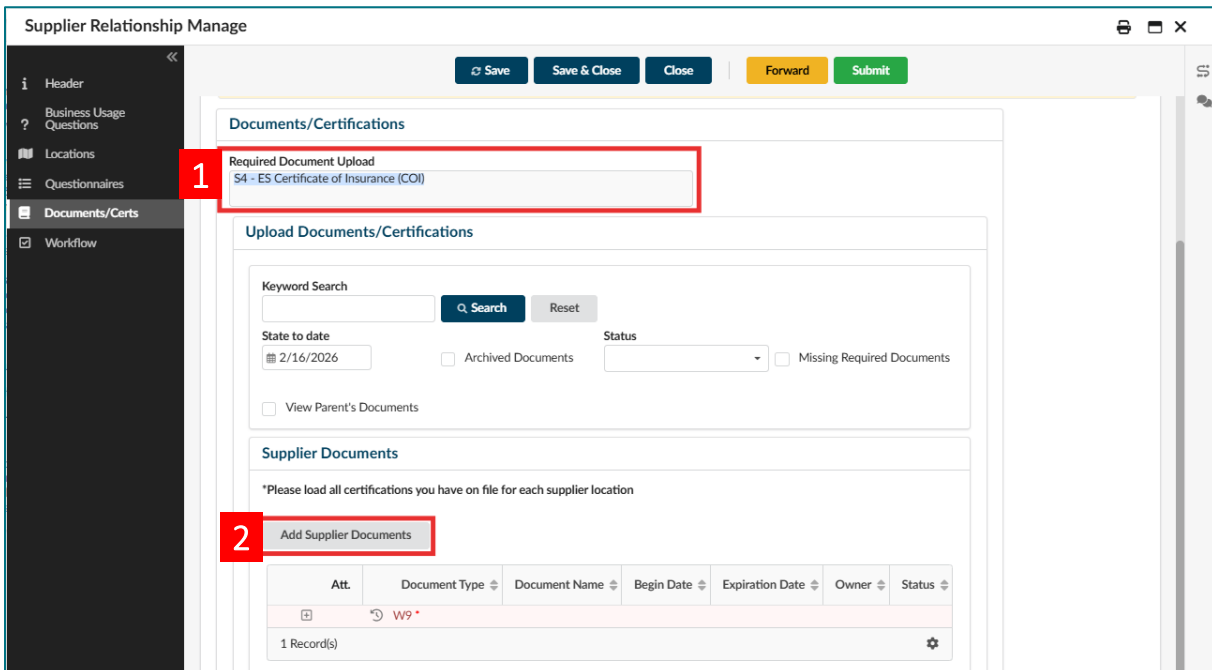 Supplier Relationship Manage
Save
Save & Close
Close
Forward
Submit
i Header
? Business Usage
Questions
Locations
Questionnaires
Documents/Certs
Workflow
Documents/Certifications
1
Required Document Upload
S4 - ES Certificate of Insurance (COI)
Upload Documents/Certifications
Keyword Search
Search
Reset
State to date
Status
2/16/2026
Archived Documents
Missing Required Documents
View Parent's Documents
Supplier Documents
*Please load all certifications you have on file for each supplier location
2
Add Supplier Documents
Att. Document Type Document Name Begin Date Expiration Date Owner Status
W9 *
1 Record(s)